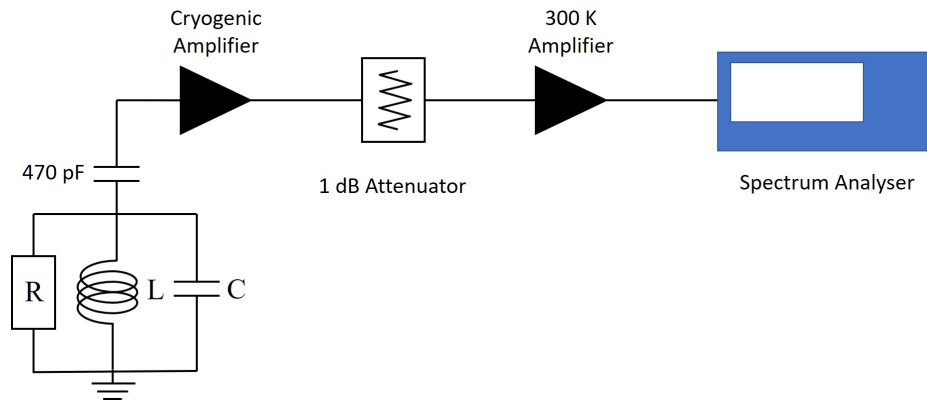 Cryogenic
Amplifier
300 K
Amplifier
470 pF
1 dB Attenuator
Spectrum Analyser
R
L
C